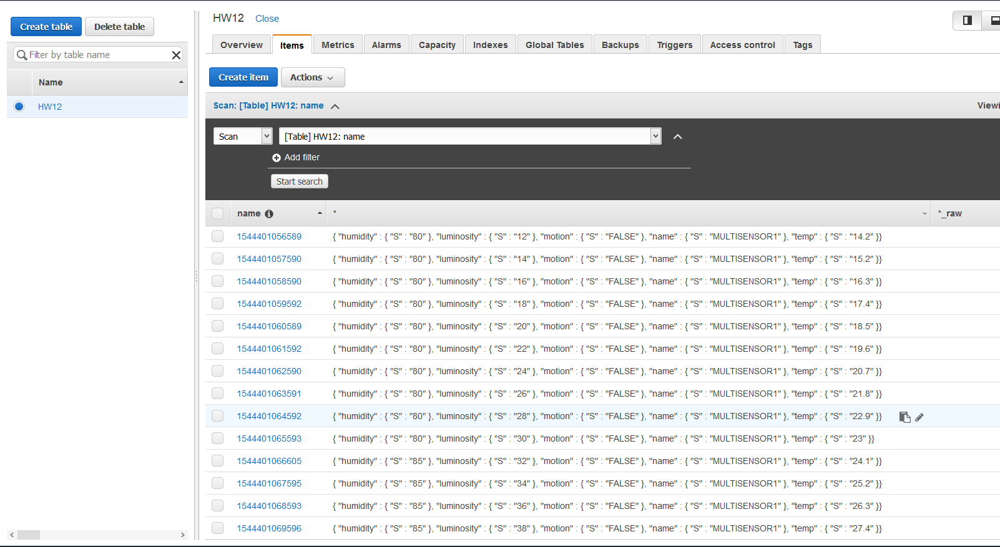 Create table Delete table
Filter by table name
Name
HW12
HW12 Close
Overview Items Metrics Alarms Capacity Indexes Global Tables Backups Triggers Access control Tags
Create item Actions
Scan: [Table] HW12: name Viewi
Scan [Table] HW12: name
Add filter
Start search
name * *_raw
1544401056589 { "humidity" : { "S" : "80" }, "luminosity" : { "S" : "12" }, "motion" : { "S" : "FALSE" }, "name" : { "S" : "MULTISENSOR1" }, "temp" : { "S" : "14.2" }}
1544401057590 { "humidity" : { "S" : "80" }, "luminosity" : { "S" : "14" }, "motion" : { "S" : "FALSE" }, "name" : { "S" : "MULTISENSOR1" }, "temp" : { "S" : "15.2" }}
1544401058590 { "humidity" : { "S" : "80" }, "luminosity" : { "S" : "16" }, "motion" : { "S" : "FALSE" }, "name" : { "S" : "MULTISENSOR1" }, "temp" : { "S" : "16.3" }}
1544401059592 { "humidity" : { "S" : "80" }, "luminosity" : { "S" : "18" }, "motion" : { "S" : "FALSE" }, "name" : { "S" : "MULTISENSOR1" }, "temp" : { "S" : "17.4" }}
1544401060589 { "humidity" : { "S" : "80" }, "luminosity" : { "S" : "20" }, "motion" : { "S" : "FALSE" }, "name" : { "S" : "MULTISENSOR1" }, "temp" : { "S" : "18.5" }}
1544401061592 { "humidity" : { "S" : "80" }, "luminosity" : { "S" : "22" }, "motion" : { "S" : "FALSE" }, "name" : { "S" : "MULTISENSOR1" }, "temp" : { "S" : "19.6" }}
1544401062590 { "humidity" : { "S" : "80" }, "luminosity" : { "S" : "24" }, "motion" : { "S" : "FALSE" }, "name" : { "S" : "MULTISENSOR1" }, "temp" : { "S" : "20.7" }}
1544401063591 { "humidity" : { "S" : "80" }, "luminosity" : { "S" : "26" }, "motion" : { "S" : "FALSE" }, "name" : { "S" : "MULTISENSOR1" }, "temp" : { "S" : "21.8" }}
1544401064592 { "humidity" : { "S" : "80" }, "luminosity" : { "S" : "28" }, "motion" : { "S" : "FALSE" }, "name" : { "S" : "MULTISENSOR1" }, "temp" : { "S" : "22.9" }}
1544401065593 { "humidity" : { "S" : "80" }, "luminosity" : { "S" : "30" }, "motion" : { "S" : "FALSE" }, "name" : { "S" : "MULTISENSOR1" }, "temp" : { "S" : "23" }}
1544401066605 { "humidity" : { "S" : "85" }, "luminosity" : { "S" : "32" }, "motion" : { "S" : "FALSE" }, "name" : { "S" : "MULTISENSOR1" }, "temp" : { "S" : "24.1" }}
1544401067595 { "humidity" : { "S" : "85" }, "luminosity" : { "S" : "34" }, "motion" : { "S" : "FALSE" }, "name" : { "S" : "MULTISENSOR1" }, "temp" : { "S" : "25.2" }}
1544401068593 { "humidity" : { "S" : "85" }, "luminosity" : { "S" : "36" }, "motion" : { "S" : "FALSE" }, "name" : { "S" : "MULTISENSOR1" }, "temp" : { "S" : "26.3" }}
1544401069596 { "humidity" : { "S" : "85" }, "luminosity" : { "S" : "38" }, "motion" : { "S" : "FALSE" }, "name" : { "S" : "MULTISENSOR1" }, "temp" : { "S" : "27.4" }}